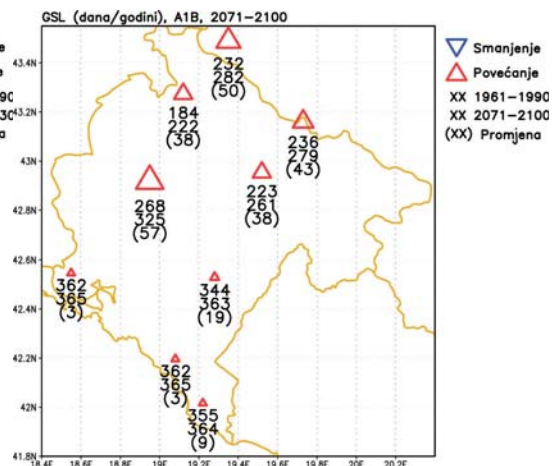 GSL (dana/godini), A1B, 2071-2100
43.4N
43.2N
43N
42.8N
42.6N
42.4N
42.2N
42N
41.8N
18.4E
18.6E
18.8E
19E
19.2E
19.4E
19.6E
19.8E
20E
20.2E
232
282
(50)
184
222
(38)
236
279
(43)
268
325
(57)
223
261
(38)
362
365
(3)
344
363
(19)
362
365
(3)
355
364
(9)
Smanjenje
Povećanje
XX 1961-1990
XX 2071-2100
(XX) Promjena